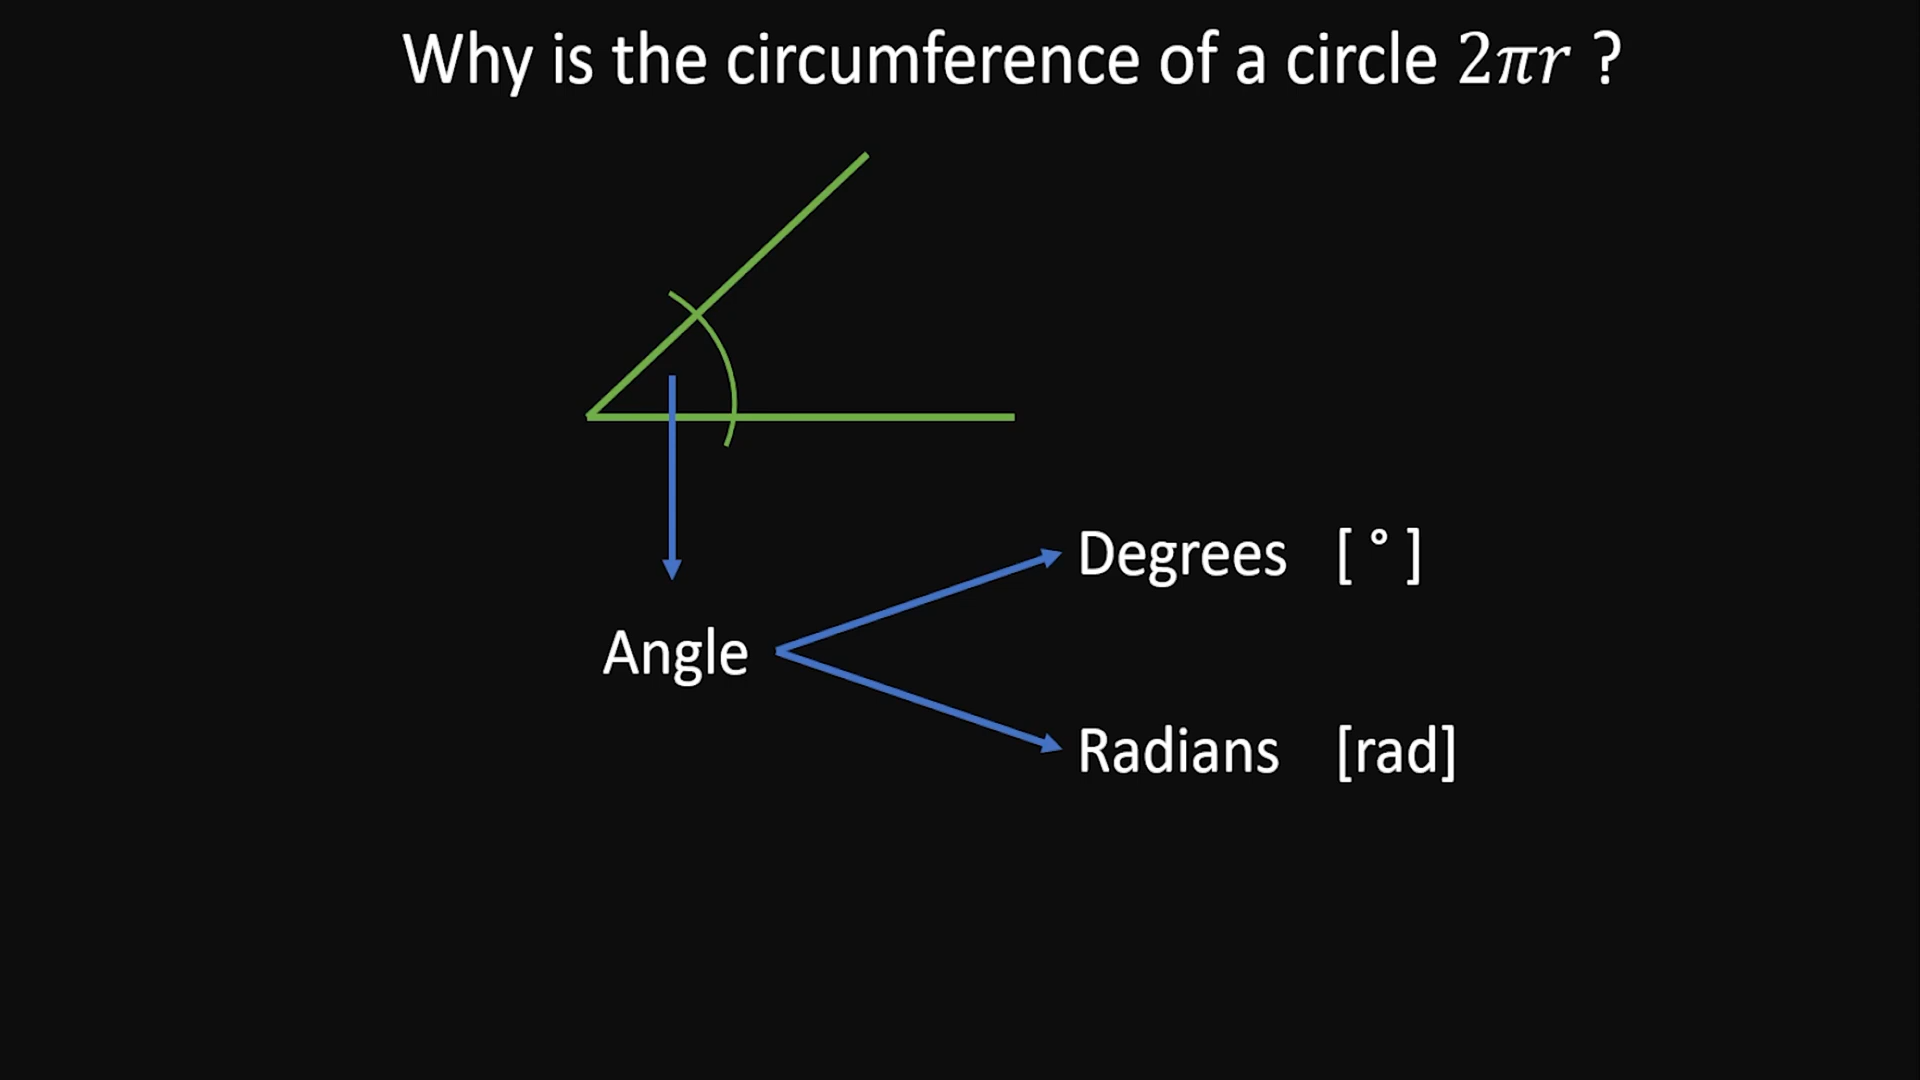 Why is the circumference of a circle 2πr ?
Degrees [ ° ]
Angle
Radians [rad]